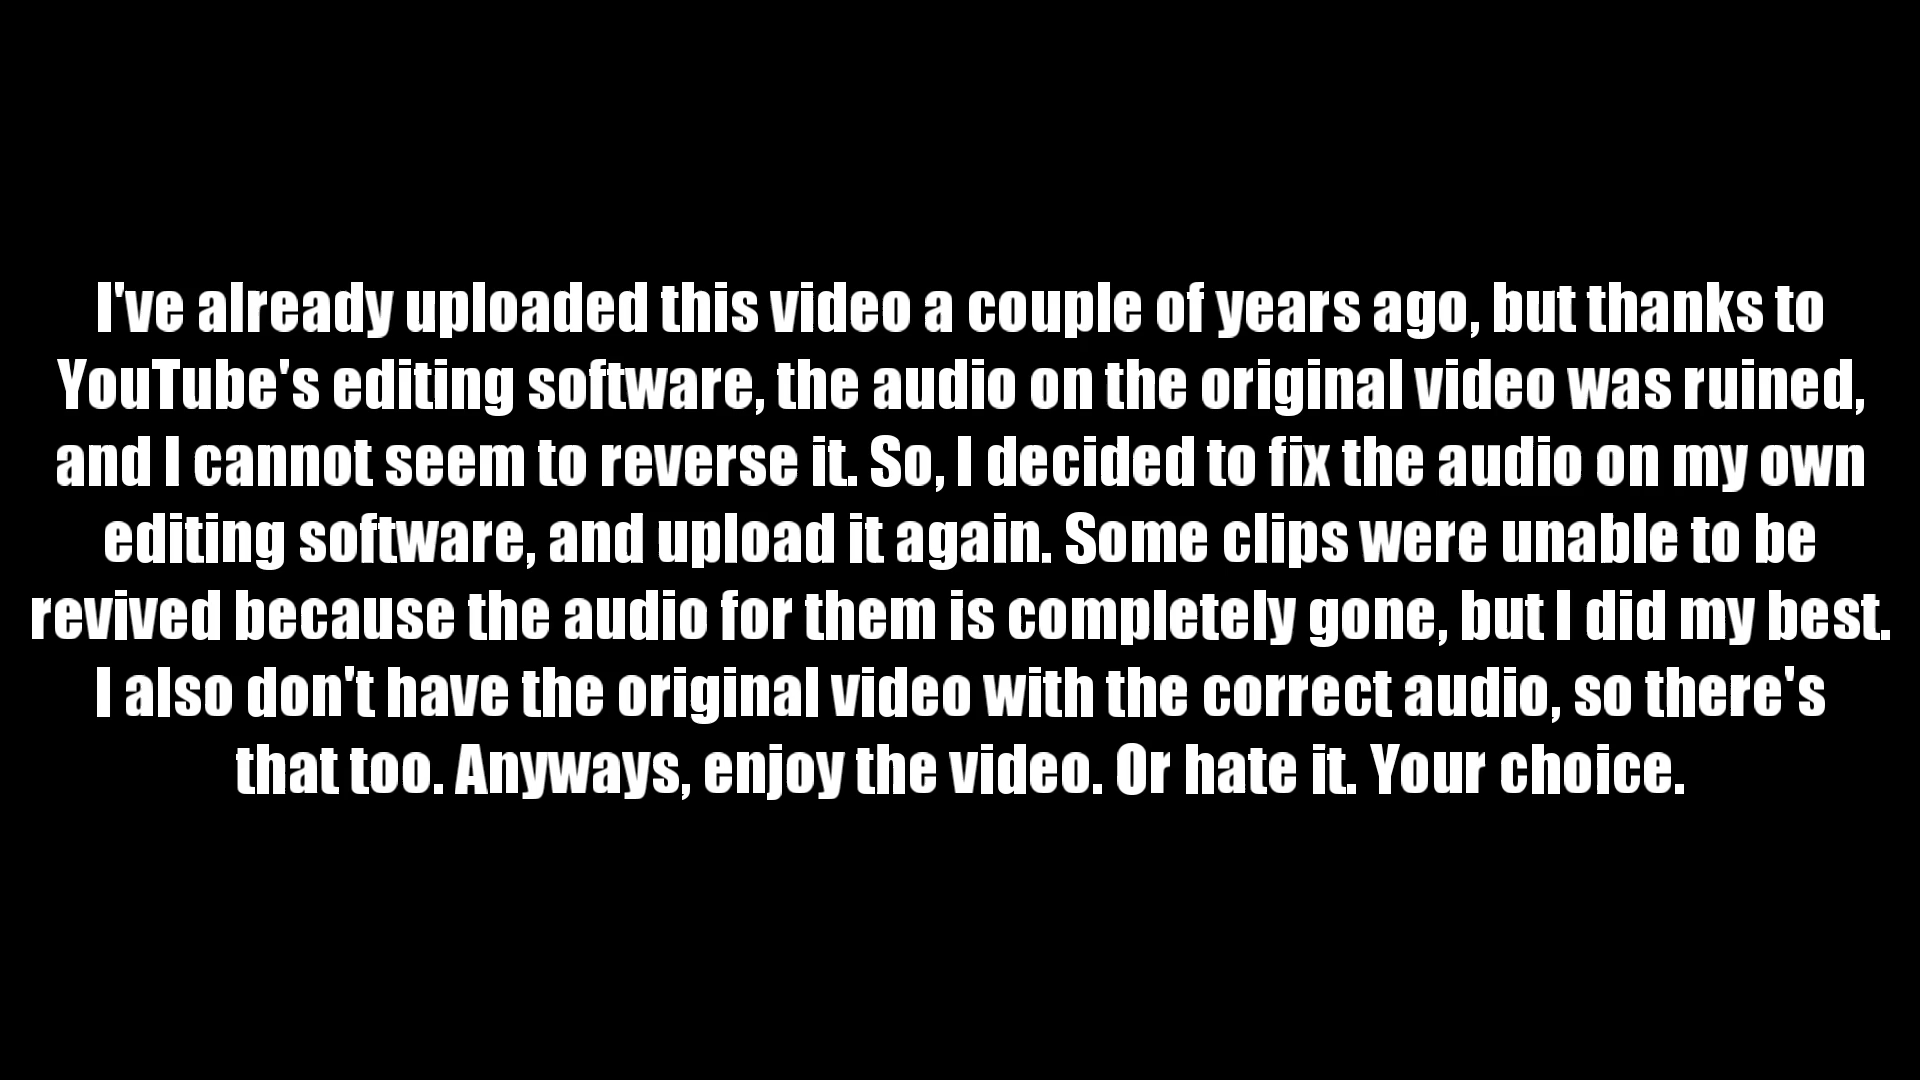 I've already uploaded this video a couple of years ago, but thanks to
YouTube's editing software, the audio on the original video was ruined,
and I cannot seem to reverse it. So, I decided to fix the audio on my own
editing software, and upload it again. Some clips were unable to be
revived because the audio for them is completely gone, but I did my best.
I also don't have the original video with the correct audio, so there's
that too. Anyways, enjoy the video. Or hate it. Your choice.